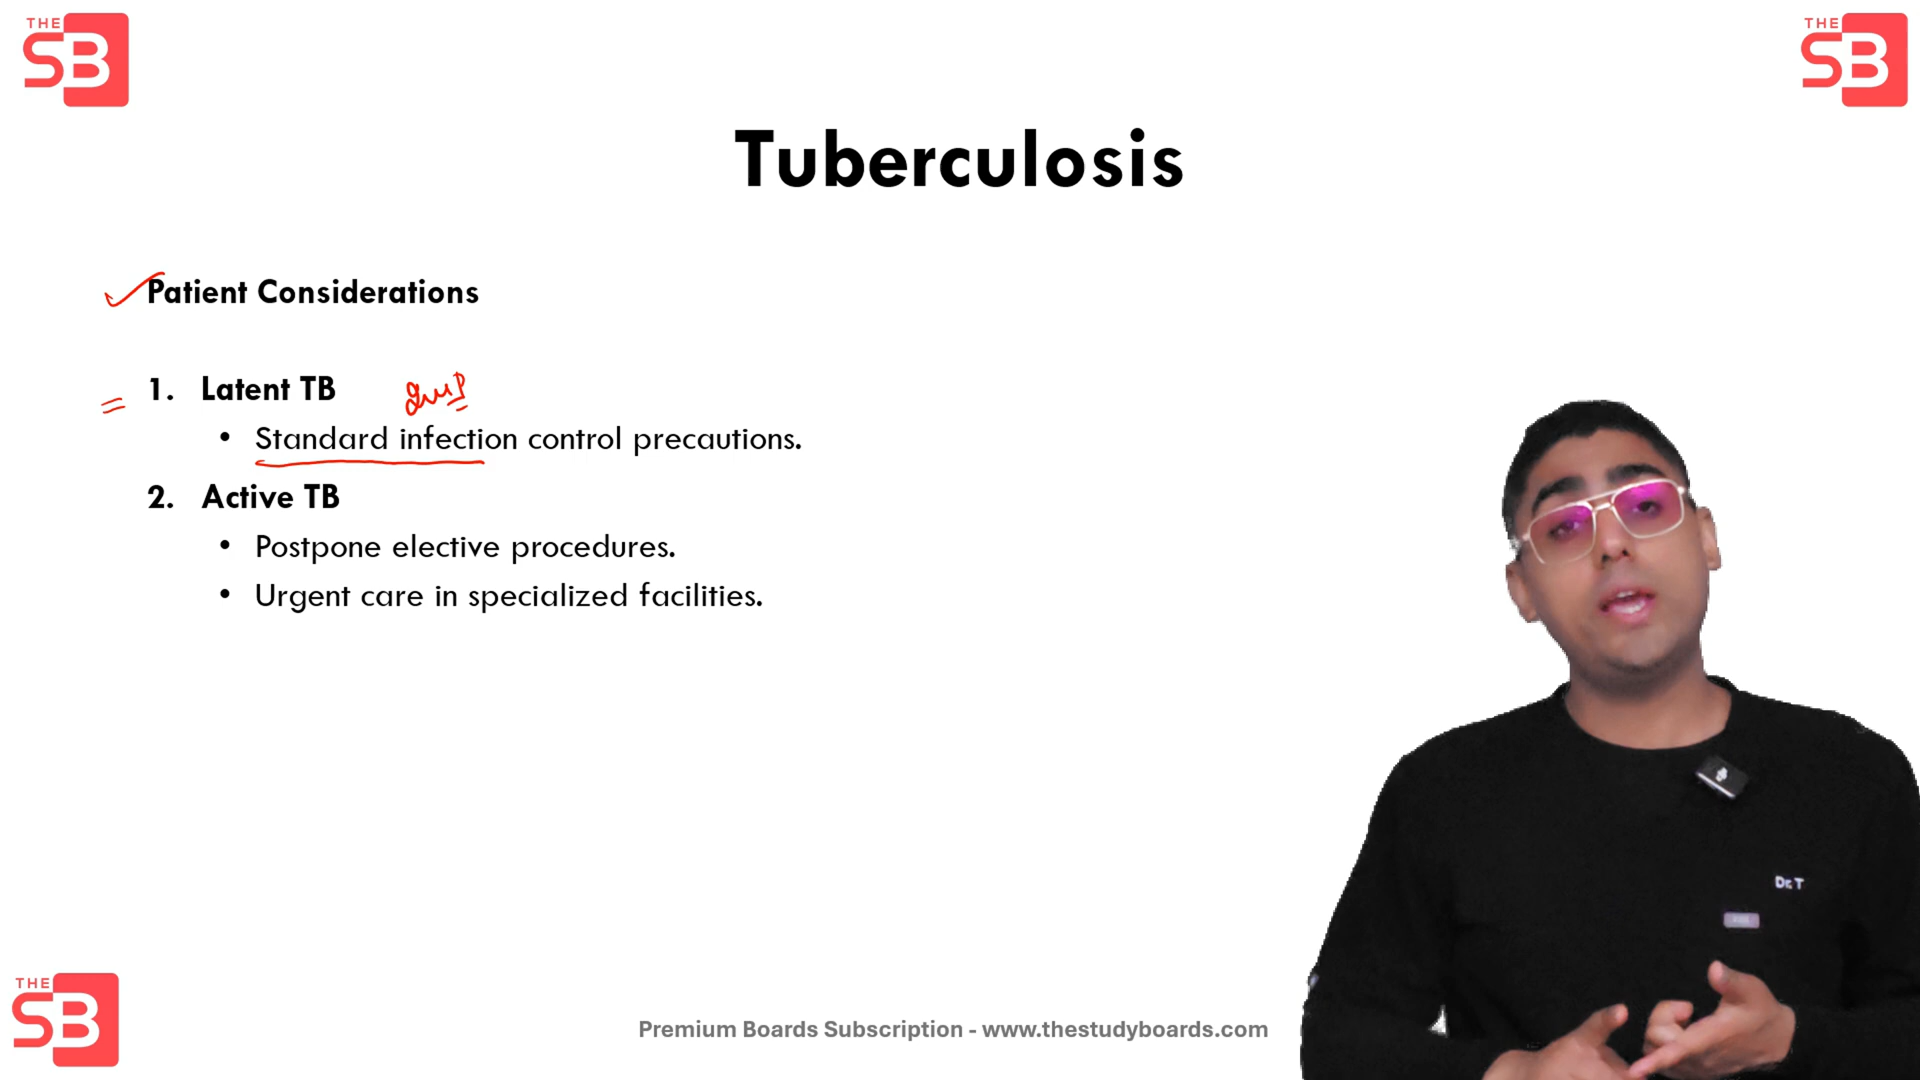 THE
SB
THE
SB
Tuberculosis
Patient Considerations
1. Latent TB
• Standard infection control precautions.
2. Active TB
• Postpone elective procedures.
• Urgent care in specialized facilities.
Dr T
THE
SB
Premium Boards Subscription - www.thestudyboards.com